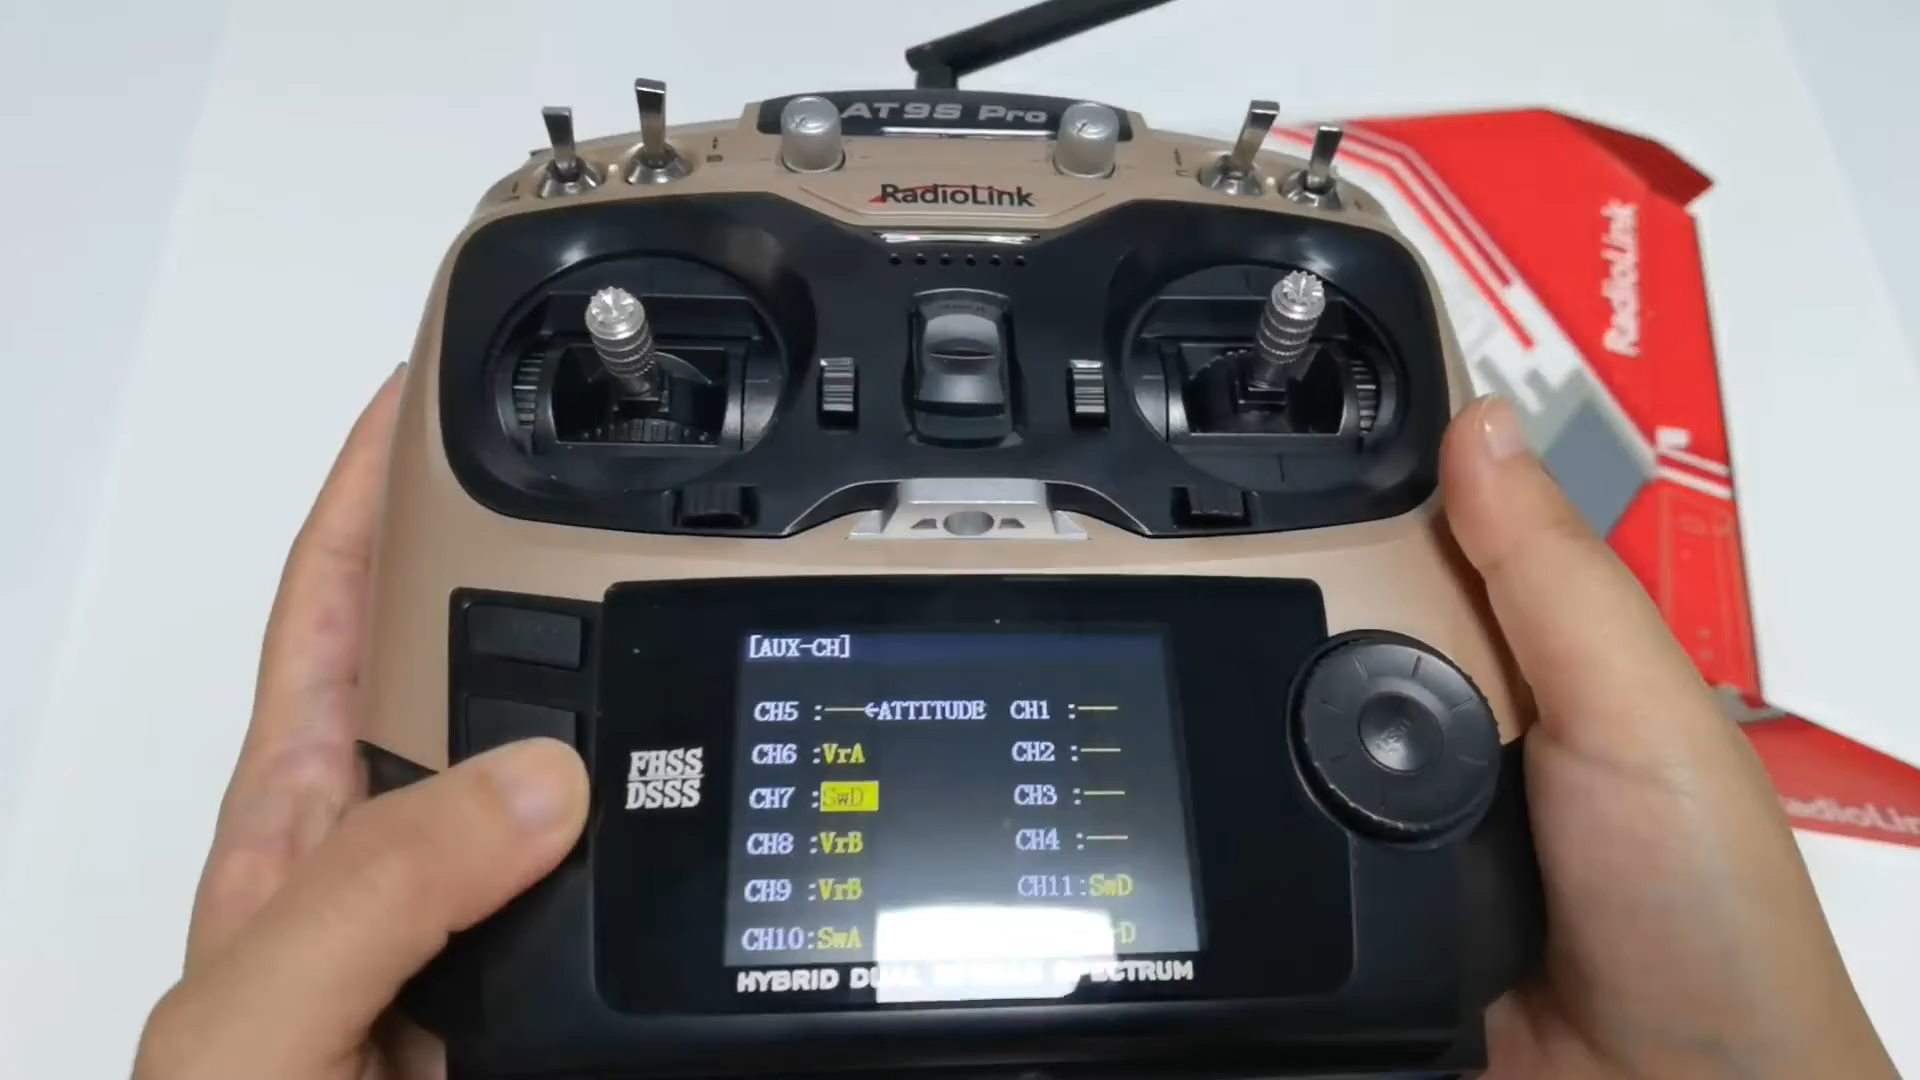 AT9S Pro
RadioLink
RadioLink
[AUX-CH]
CH5 :—←ATTITUDE CH1 :—
CH6 :VrA CH2 :—
CH7 :SwD CH3 :—
CH8 :VrB CH4 :—
CH9 :VrB CH11:SwD
CH10:SwA
FHSS
DSSS
HYBRID DUAL SPECTRUM